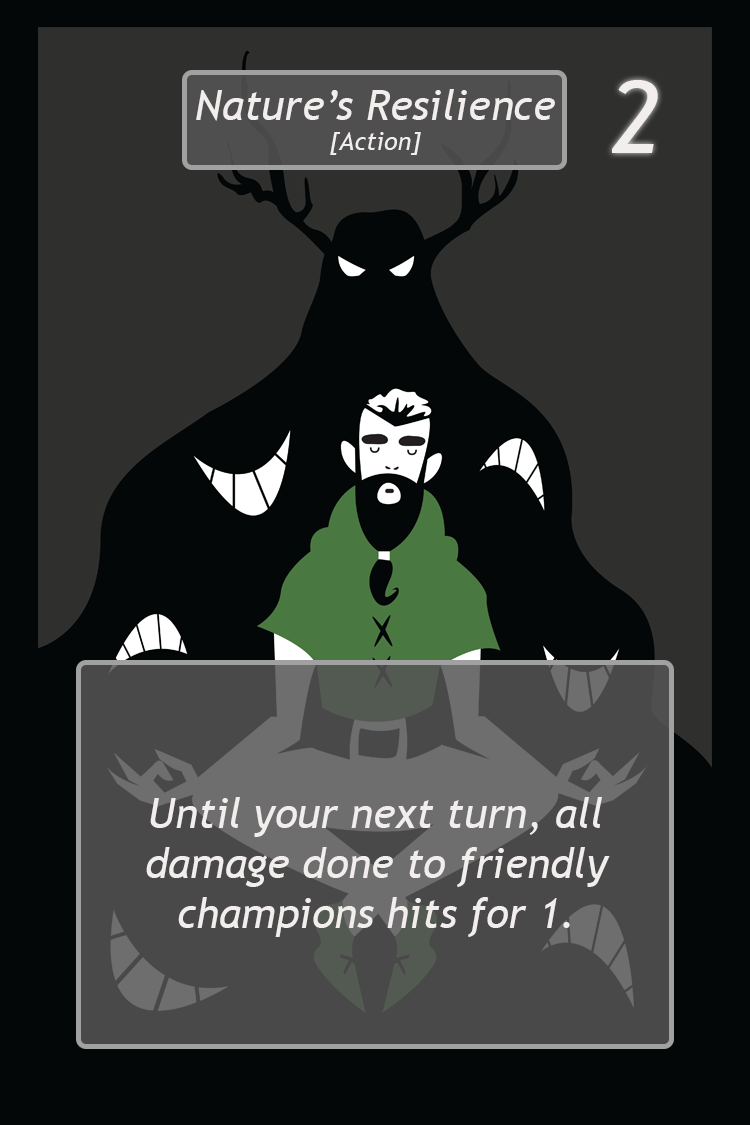 Nature’s Resilience
[Action]
2
Until your next turn, all
damage done to friendly
champions hits for 1.